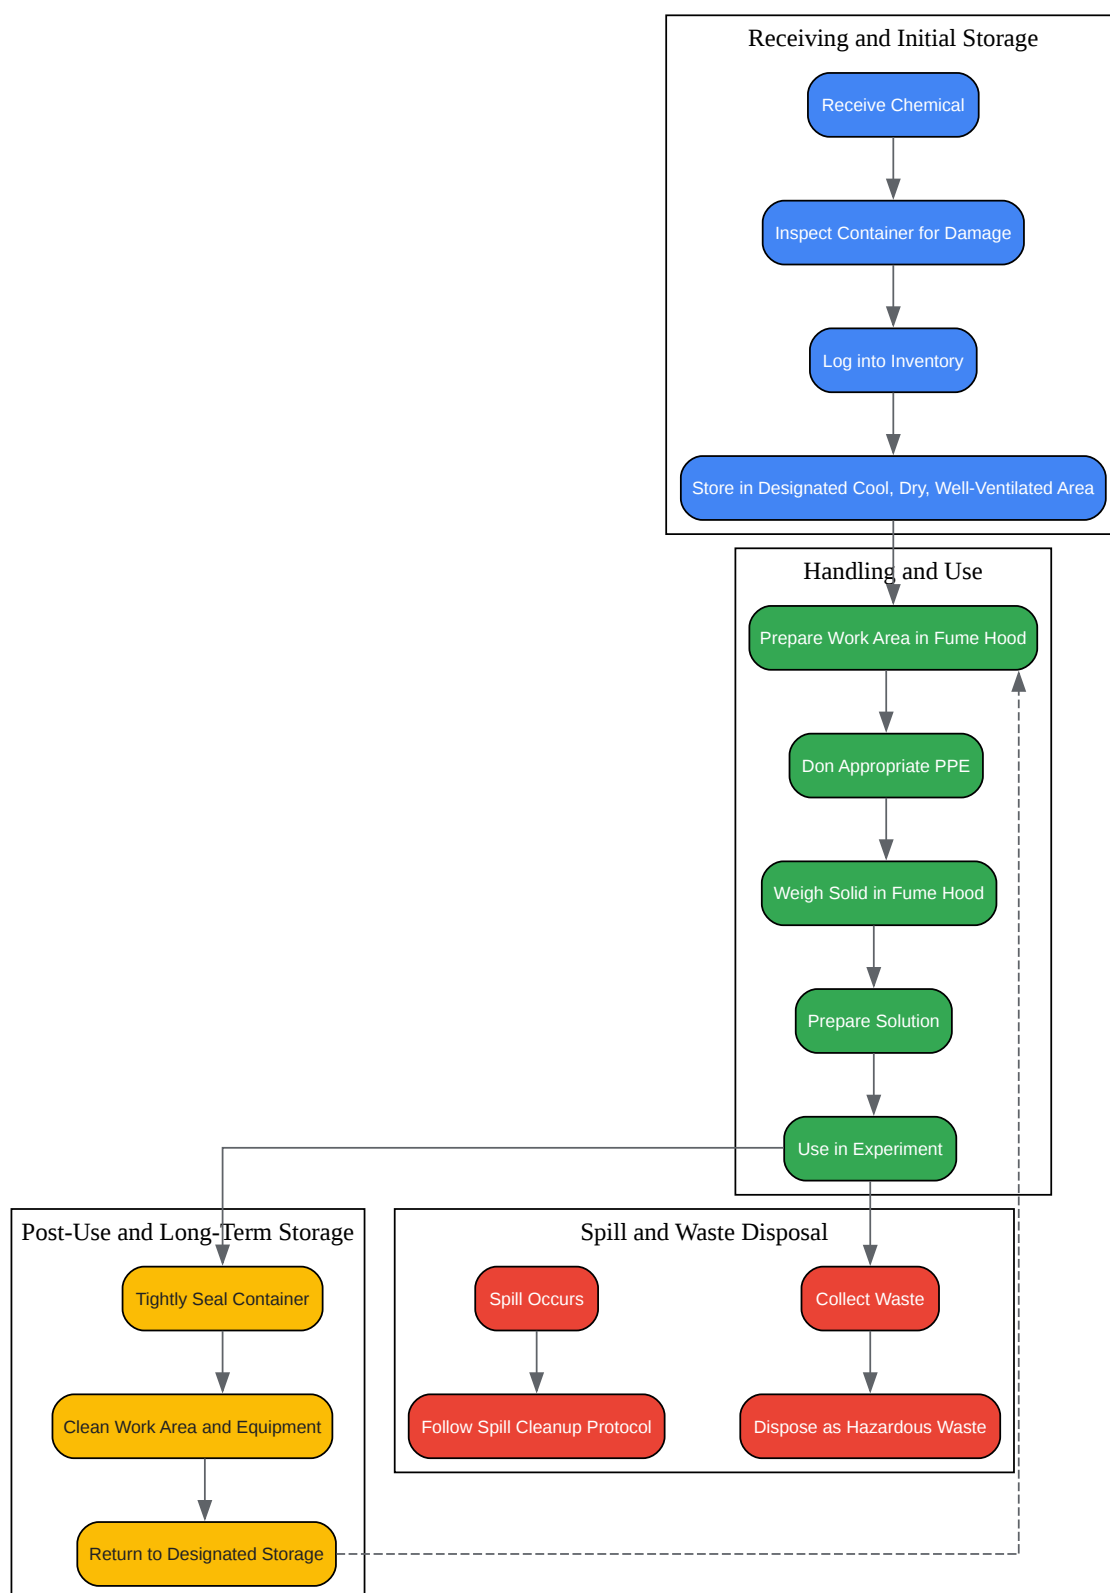 Receiving and Initial Storage
Receive Chemical
Inspect Container for Damage
Log into Inventory
Store in Designated Cool, Dry, Well-Ventilated Area
Handling and Use
Prepare Work Area in Fume Hood
Don Appropriate PPE
Weigh Solid in Fume Hood
Prepare Solution
Use in Experiment
Post-Use and Long-Term Storage
Tightly Seal Container
Clean Work Area and Equipment
Return to Designated Storage
Spill and Waste Disposal
Spill Occurs
Collect Waste
Follow Spill Cleanup Protocol
Dispose as Hazardous Waste